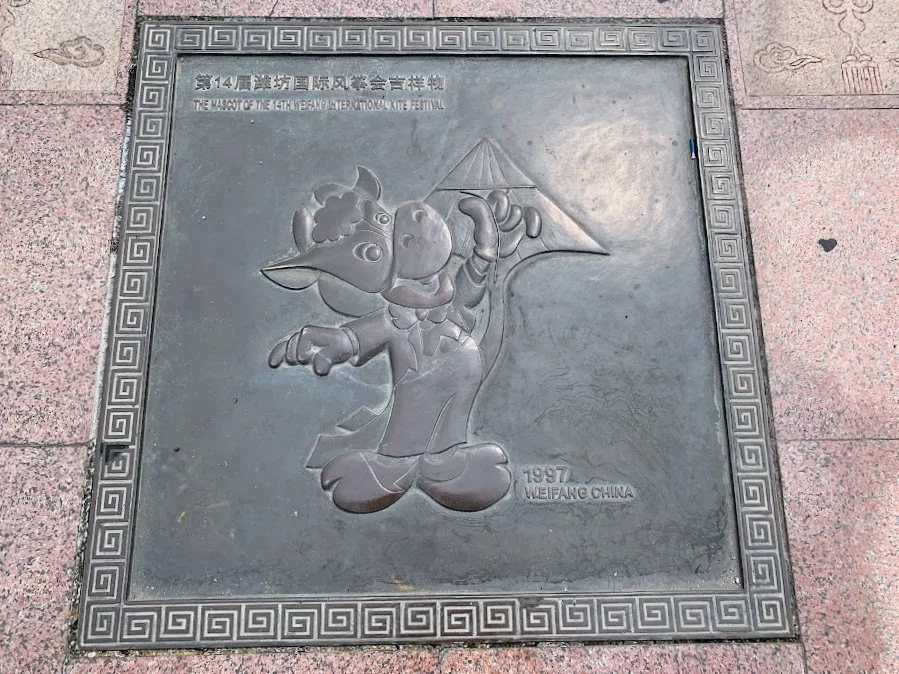 第14届潍坊国际风筝会吉祥物
THE MASCOT OF THE 14TH WEIFANG INTERNATIONAL KITE FESTIVAL
1997
WEIFANG CHINA